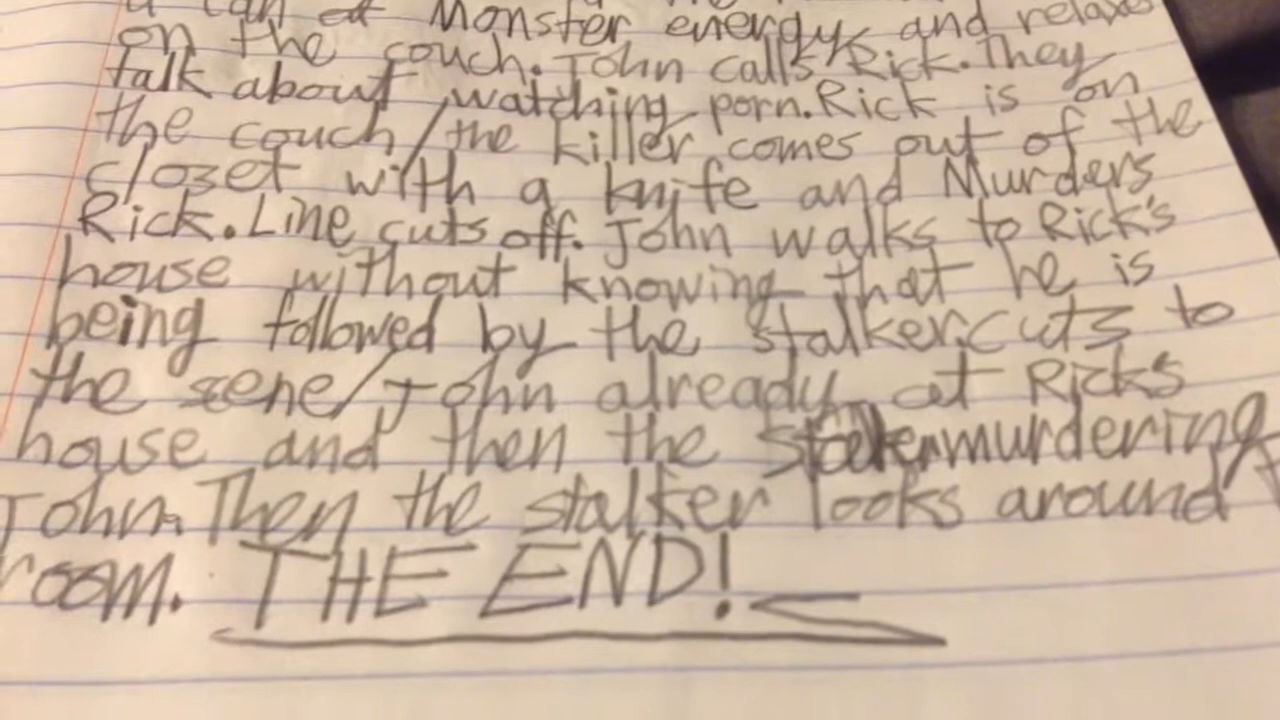 a can of Monster energy, and relaxes
on the couch. John calls Rick. They
talk about watching porn. Rick is on
the couch/the killer comes out of the
clozet with a knife and Murders
Rick. Line cuts off. John walks to Rick's
house without knowing that he is
being followed by the stalker. cuts to
the scene/John already at Rick's
house and then the stalker murdering
John. Then the stalker looks around
room. THE END!